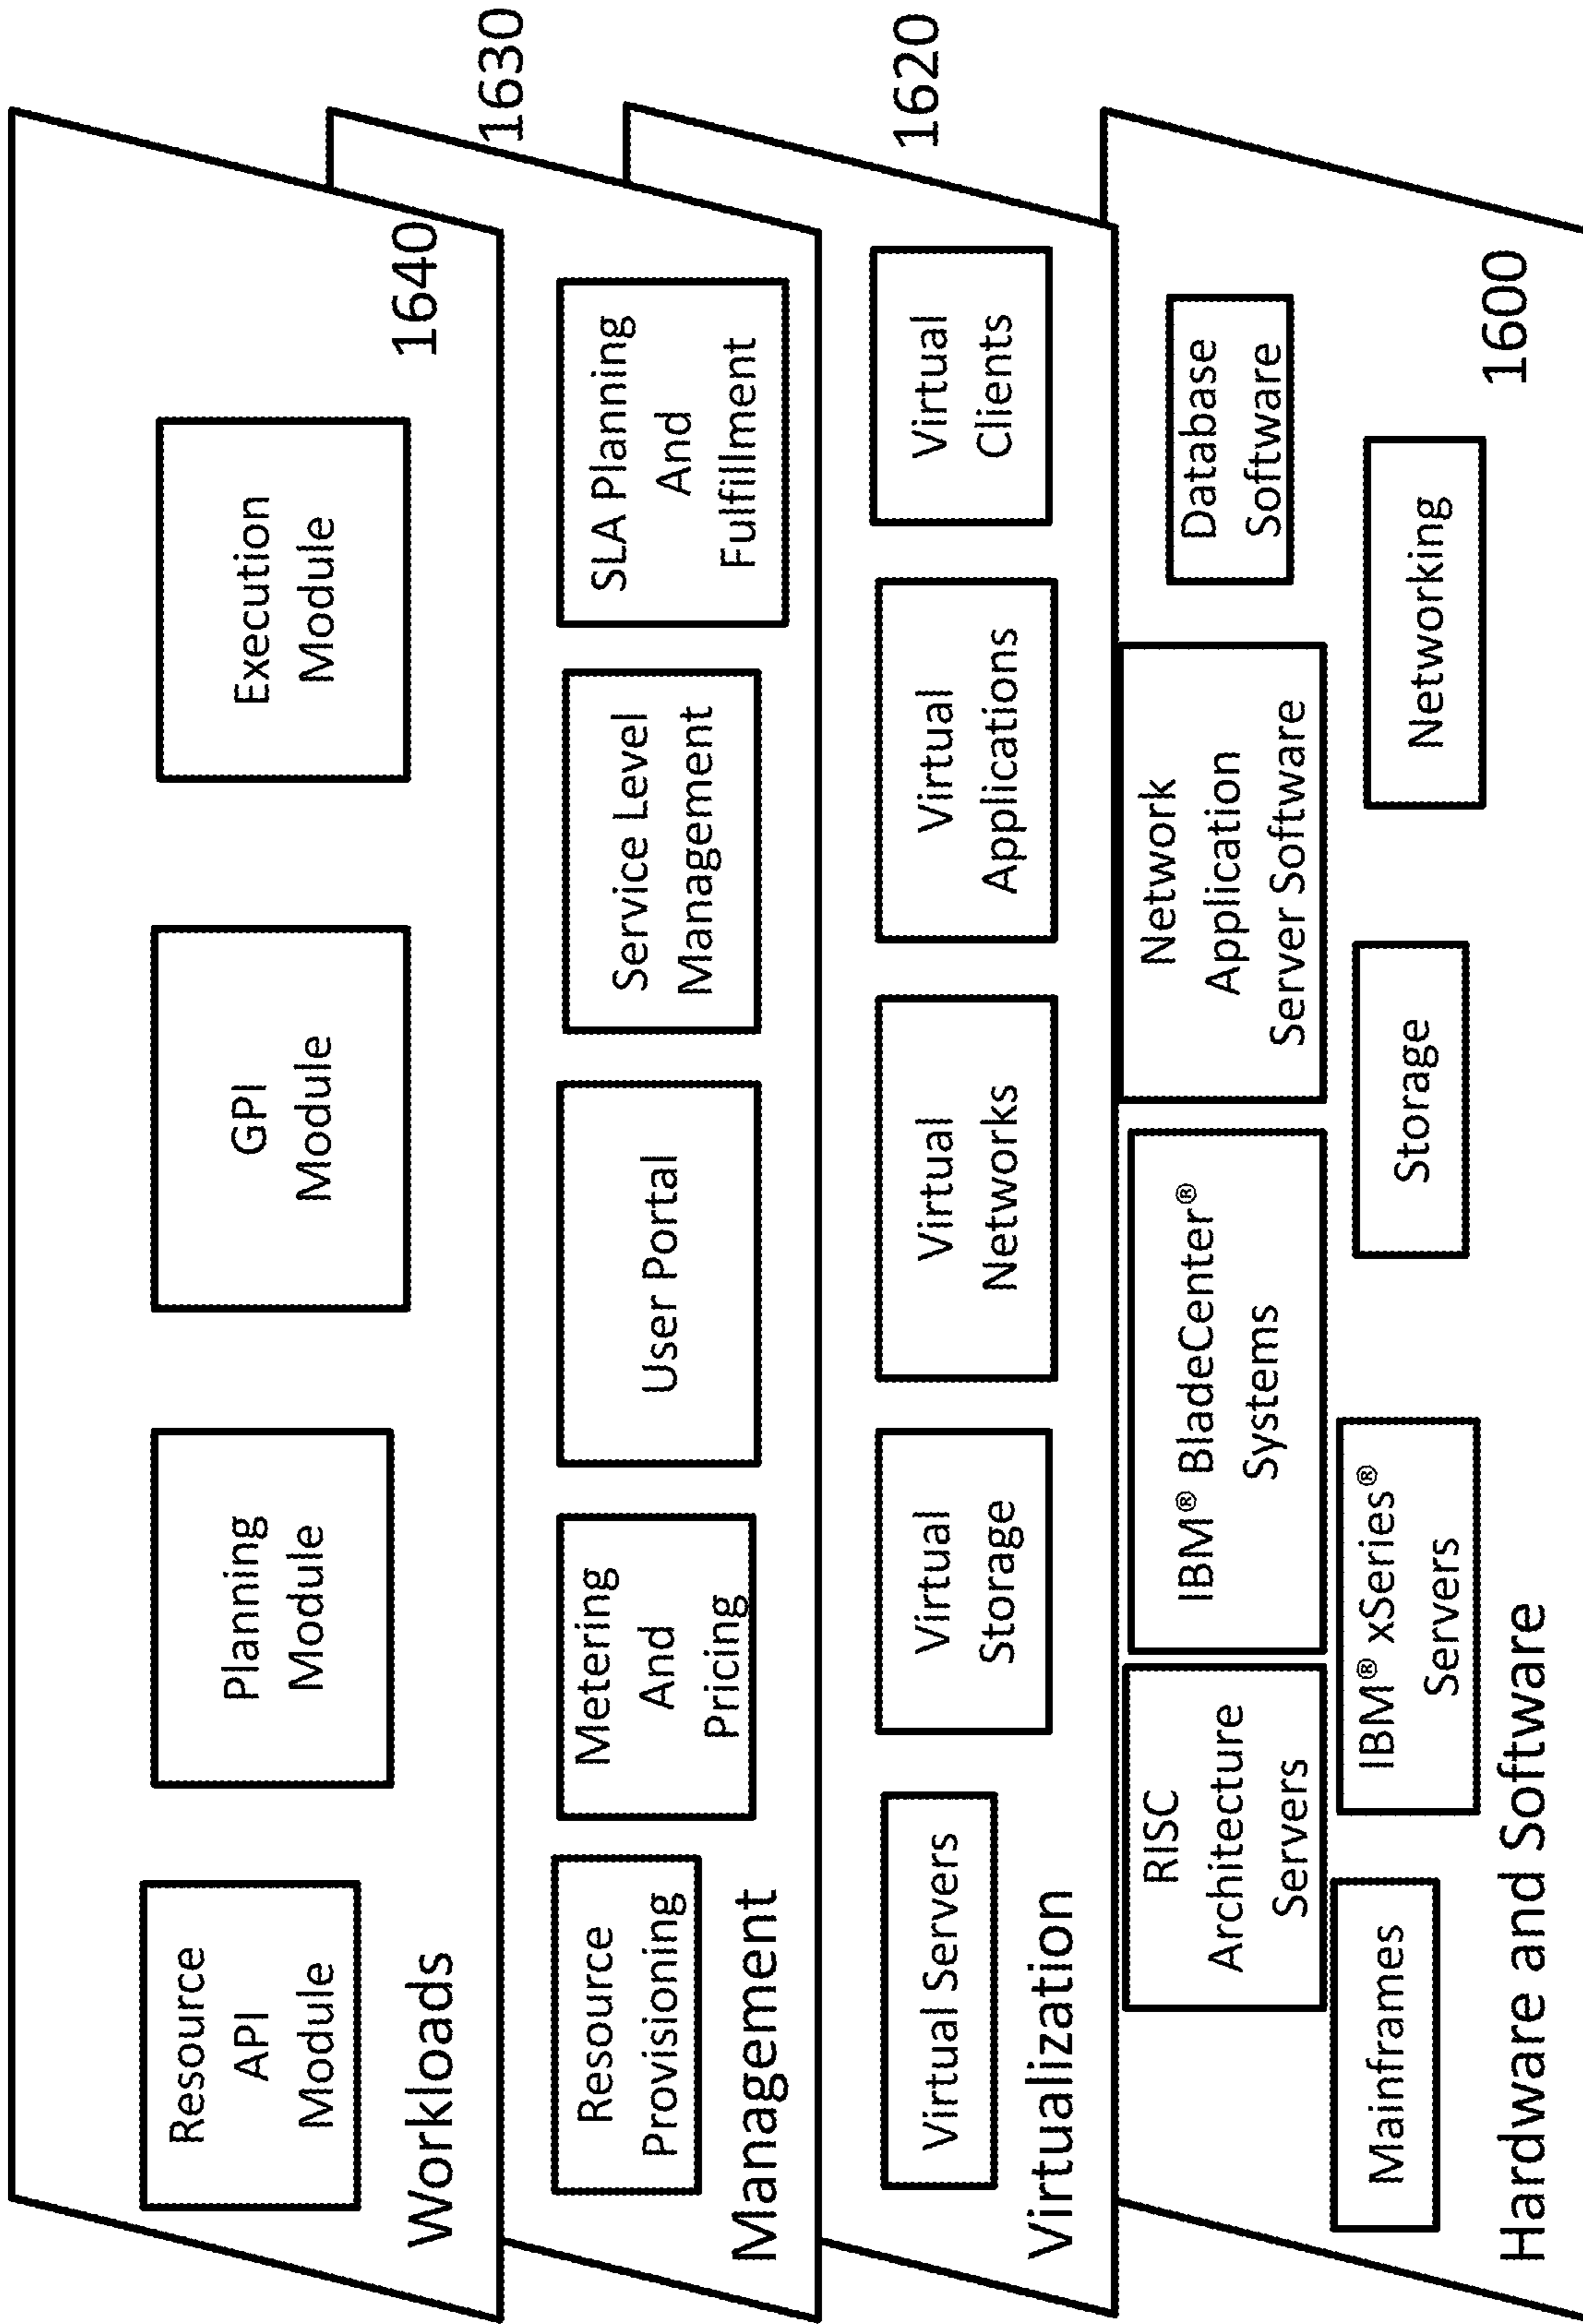 Resource
API
Module
Planning
Module
GPI
Module
Execution
Module
Workloads
1640
Resource
Provisioning
Metering
And
Pricing
User Portal
Service Level
Management
SLA Planning
And
Fulfillment
Management
1630
Virtual Servers
Virtual
Storage
Virtual
Networks
Virtual
Applications
Virtual
Clients
Virtualization
1620
RISC
Architecture
Servers
IBM® BladeCenter®
Systems
Network
Application
Server Software
Database
Software
Mainframes
IBM® xSeries®
Servers
Storage
Networking
Hardware and Software
1600